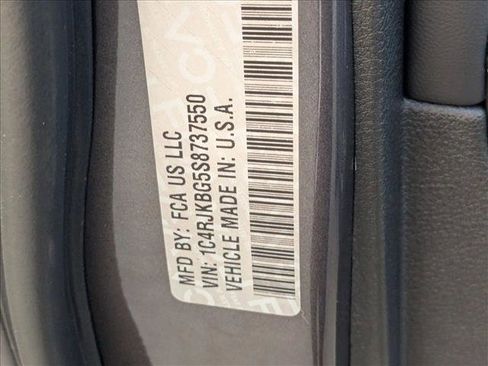 MFD BY: FCA US LLC
VIN: 1C4RJKBG5S8737550
VEHICLE MADE IN: U.S.A.